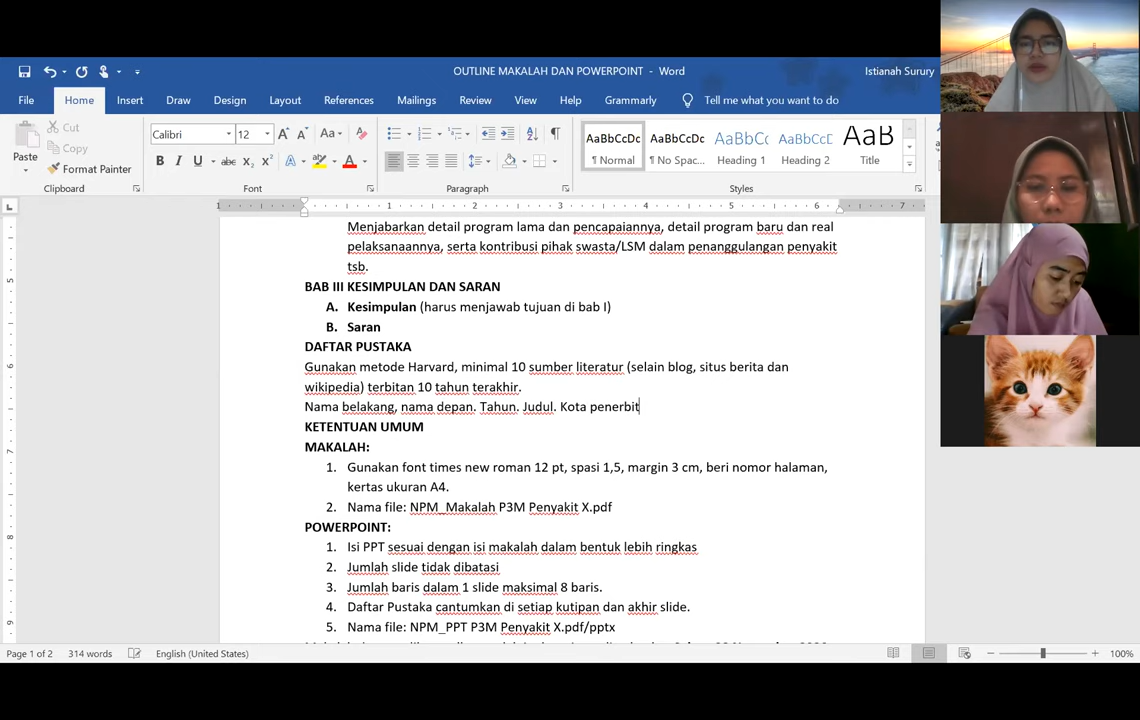 OUTLINE MAKALAH DAN POWERPOINT - Word
Istianah Surury
File Home Insert Draw Design Layout References Mailings Review View Help Grammarly Tell me what you want to do
Paste
Cut
Copy
Format Painter
Clipboard
Calibri 12
Font
Paragraph
AaBbCcDc AaBbCcDc AaBbCc AaBbCcD AaB
¶ Normal ¶ No Spac... Heading 1 Heading 2 Title
Styles
Menjabarkan detail program lama dan pencapaiannya, detail program baru dan real
pelaksanaannya, serta kontribusi pihak swasta/LSM dalam penanggulangan penyakit
tsb.
BAB III KESIMPULAN DAN SARAN
A. Kesimpulan (harus menjawab tujuan di bab I)
B. Saran
DAFTAR PUSTAKA
Gunakan metode Harvard, minimal 10 sumber literatur (selain blog, situs berita dan
wikipedia) terbitan 10 tahun terakhir.
Nama belakang, nama depan. Tahun. Judul. Kota penerbit
KETENTUAN UMUM
MAKALAH:
1. Gunakan font times new roman 12 pt, spasi 1,5, margin 3 cm, beri nomor halaman,
kertas ukuran A4.
2. Nama file: NPM_Makalah P3M Penyakit X.pdf
POWERPOINT:
1. Isi PPT sesuai dengan isi makalah dalam bentuk lebih ringkas
2. Jumlah slide tidak dibatasi
3. Jumlah baris dalam 1 slide maksimal 8 baris.
4. Daftar Pustaka cantumkan di setiap kutipan dan akhir slide.
5. Nama file: NPM_PPT P3M Penyakit X.pdf/pptx
Page 1 of 2 314 words English (United States) 100%